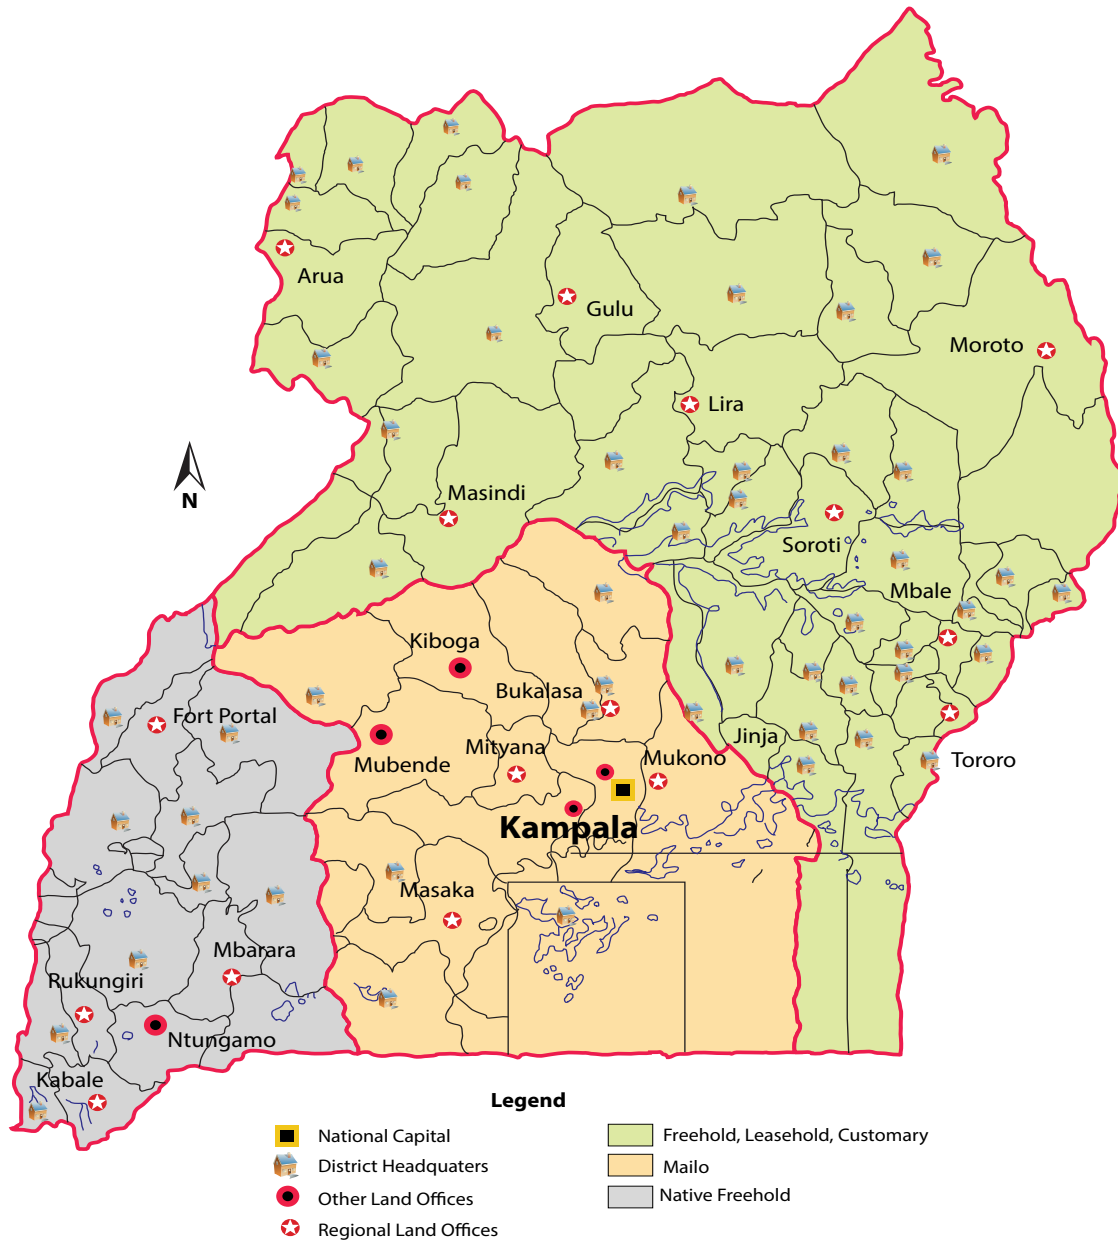 Arua
Gulu
Moroto
Lira
N
Masindi
Soroti
Mbale
Kiboga
Bukalasa
Fort Portal
Jinja
Mityana
Mukono
Mubende
Tororo
Kampala
Masaka
Mbarara
Rukungiri
Ntungamo
Kabale
Legend
National Capital
District Headquaters
Other Land Offices
Regional Land Offices
Freehold, Leasehold, Customary
Mailo
Native Freehold